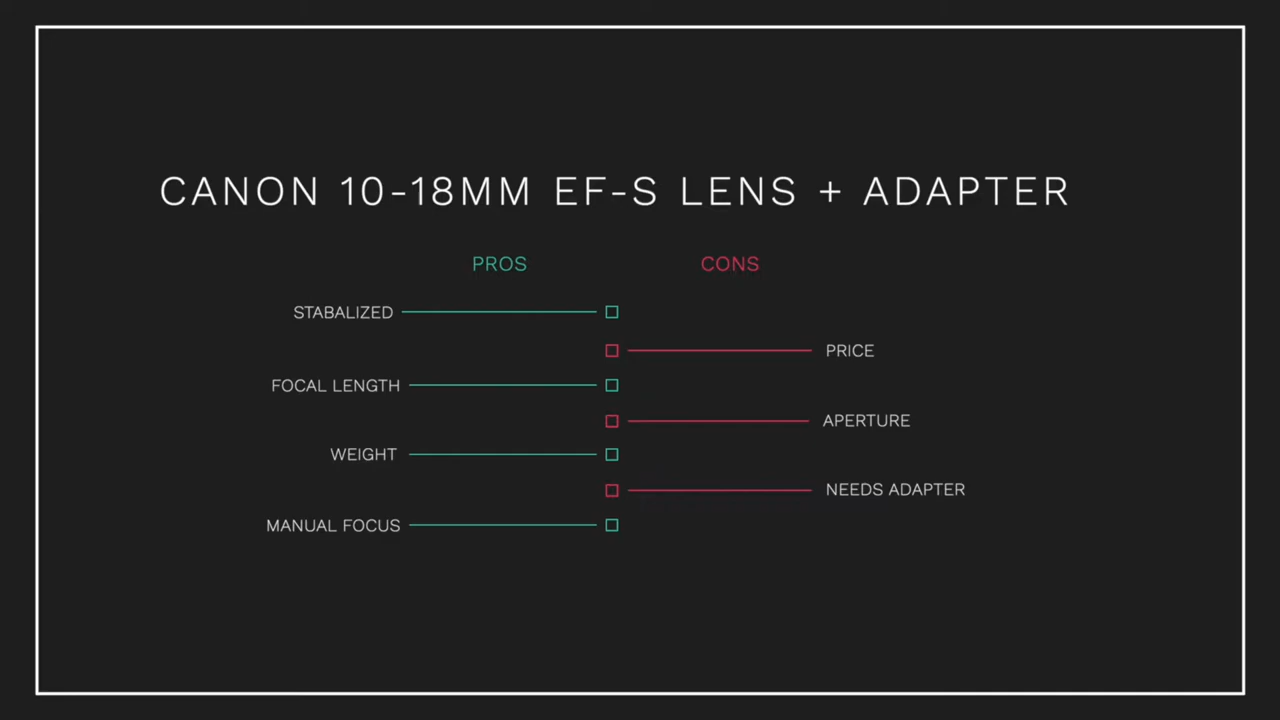 CANON 10-18MM EF-S LENS + ADAPTER
PROS
CONS
STABALIZED
PRICE
FOCAL LENGTH
APERTURE
WEIGHT
NEEDS ADAPTER
MANUAL FOCUS